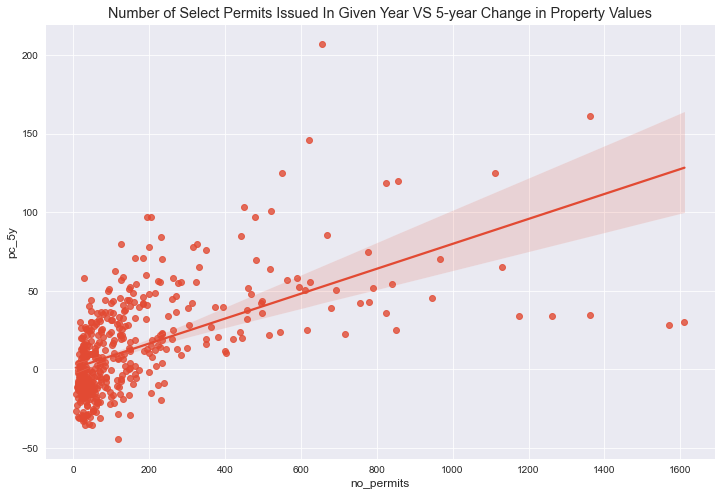 Number of Select Permits Issued In Given Year VS 5-year Change in Property Values
200
150
100
50
0
−50
pc_5y
0 200 400 600 800 1000 1200 1400 1600
no_permits